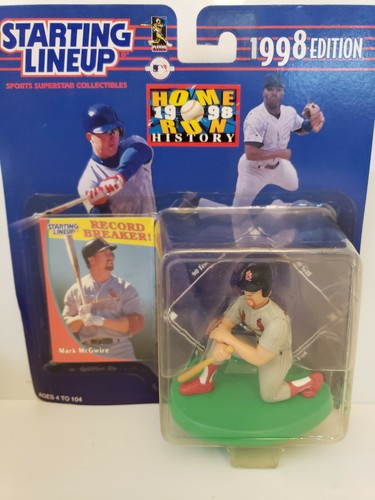 STARTING
LINEUP
SPORTS SUPERSTAR COLLECTIBLES
Kenner
1998 EDITION
HOME
1998
RUN
HISTORY
STARTING
LINEUP
RECORD
BREAKER!
Mark McGwire
AGES 4 TO 104